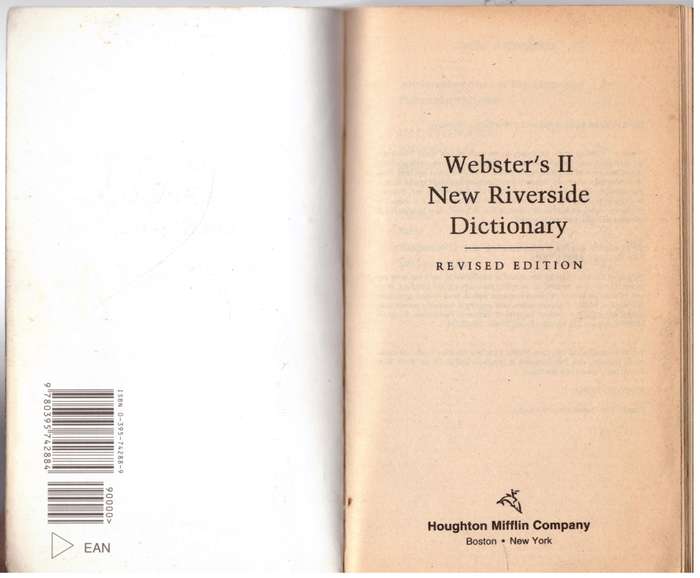 ISBN 0-395-74288-9
9 780395 742884
90000>
EAN
Webster's II
New Riverside
Dictionary
REVISED EDITION
Houghton Mifflin Company
Boston • New York